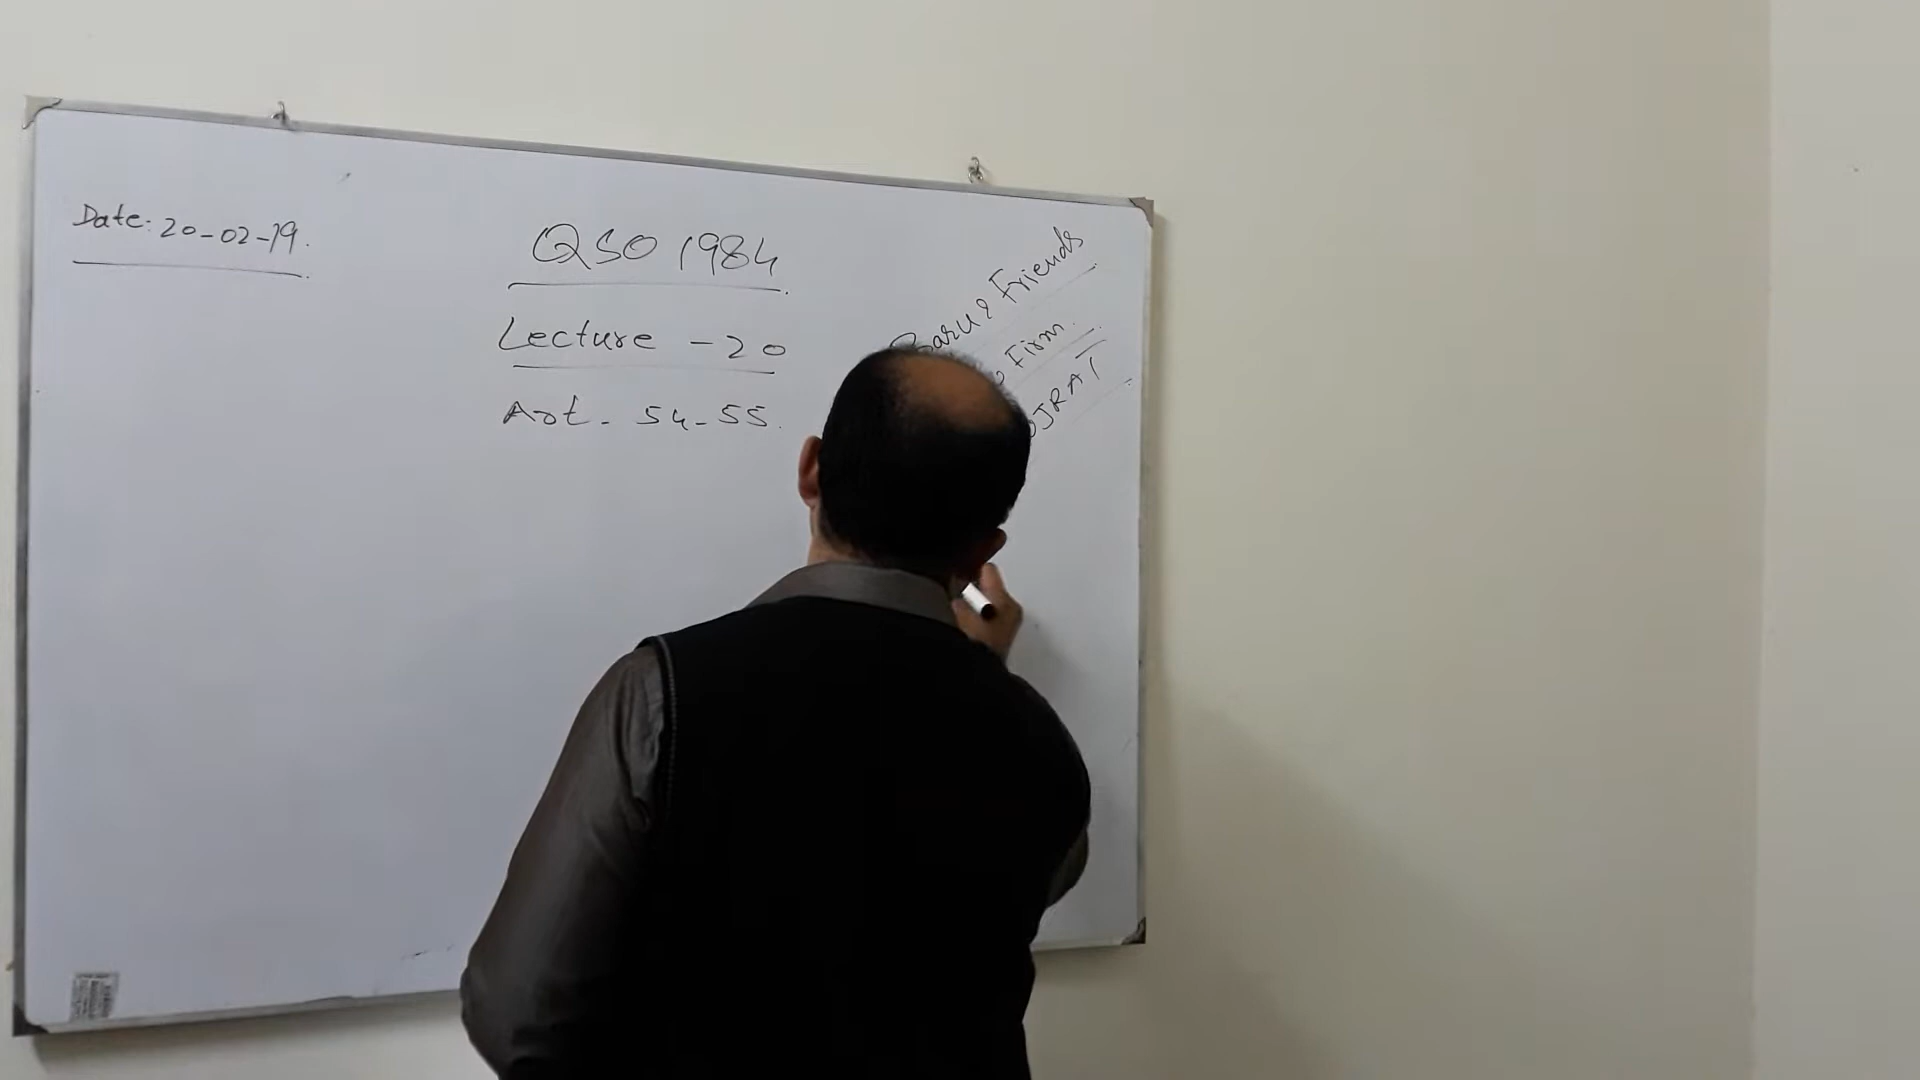 Date: 20-02-19.
QSO 1984
Lecture - 20
Art - 54-55.
& Friends
Firm.